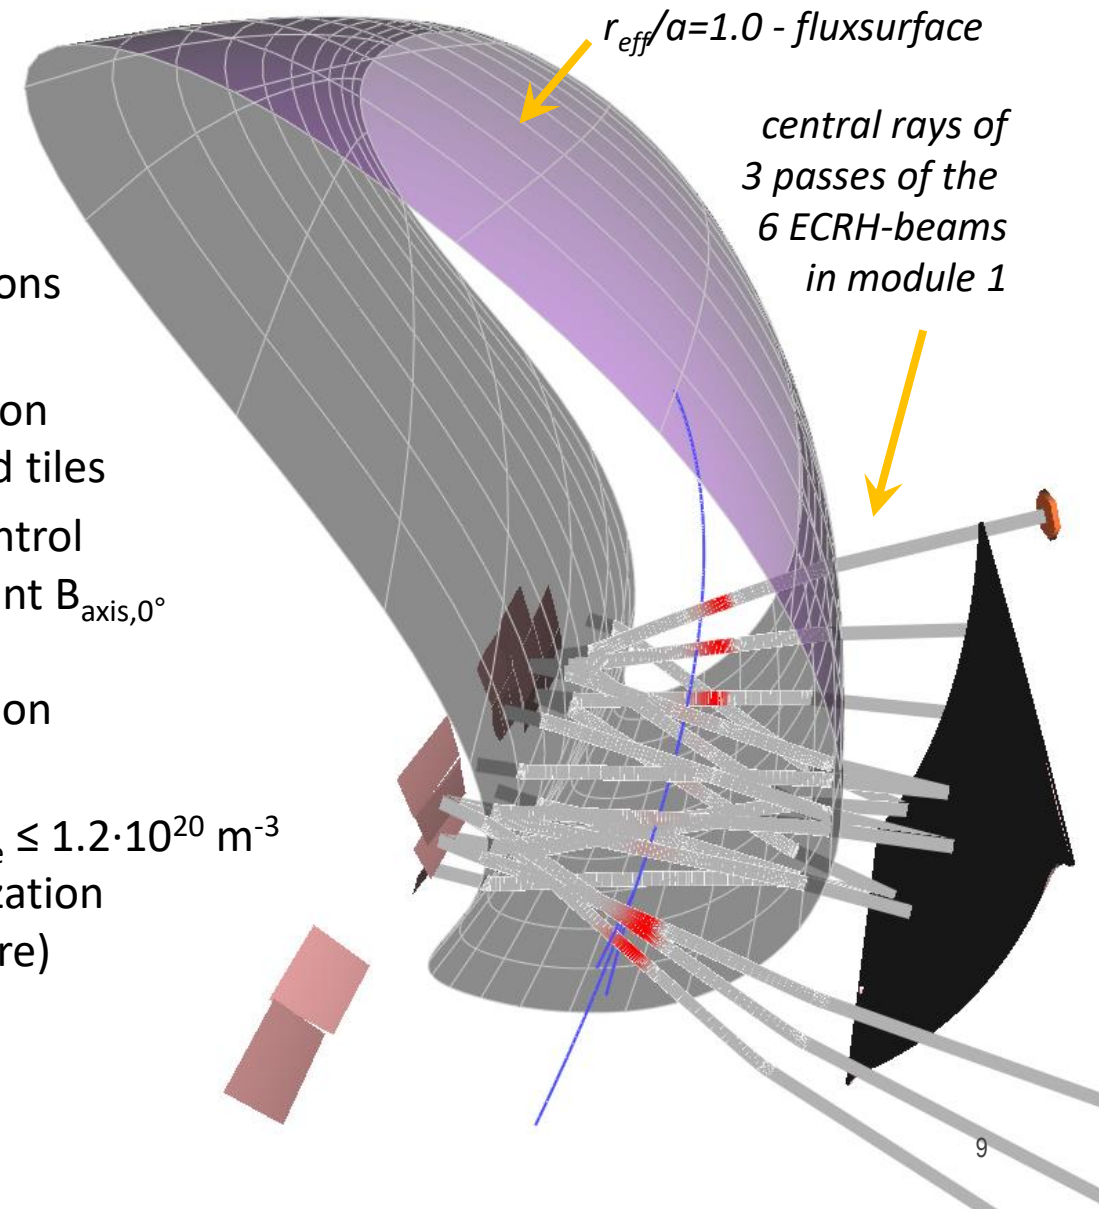 r_eff/a=1.0 - fluxsurface
central rays of
3 passes of the
6 ECRH-beams
in module 1
ons
on
d tiles
ntrol
nt B_axis,0°
on
e ≤ 1.2·10^20 m^-3
zation
re)
9